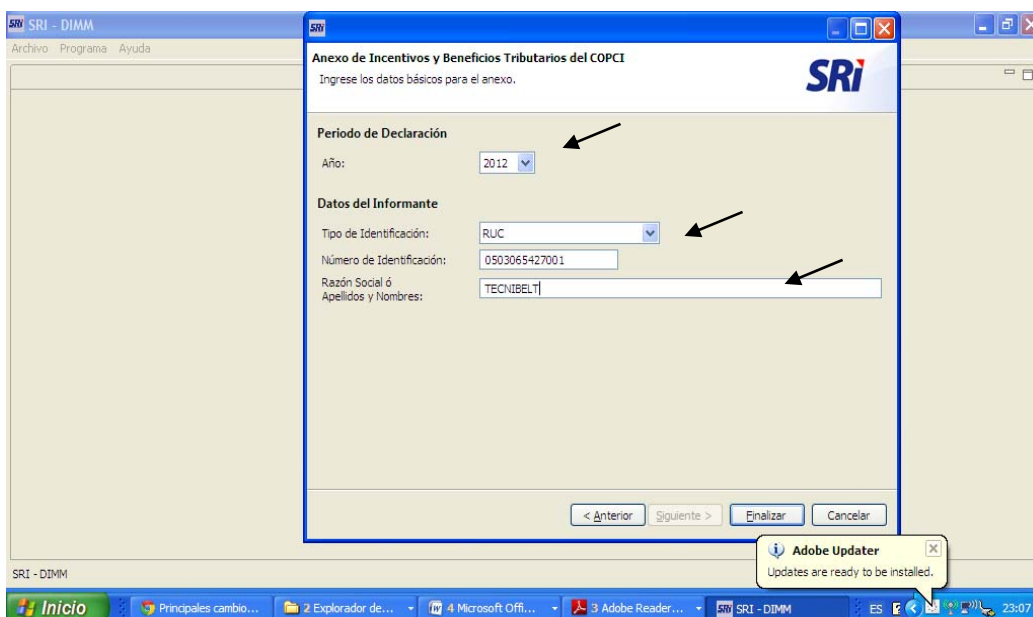 SRi SRI - DIMM
Archivo Programa Ayuda
SRi
Anexo de Incentivos y Beneficios Tributarios del COPCI
Ingrese los datos básicos para el anexo.
SRi
Periodo de Declaración
Año: 2012
Datos del Informante
Tipo de Identificación: RUC
Número de Identificación: 0503065427001
Razón Social ó
Apellidos y Nombres: TECNIBELT
< Anterior Siguiente > Finalizar Cancelar
Adobe Updater
Updates are ready to be installed.
SRI - DIMM
Inicio Principales cambio... 2 Explorador de... 4 Microsoft Offi... 3 Adobe Reader... SRi SRI - DIMM ES 23:07